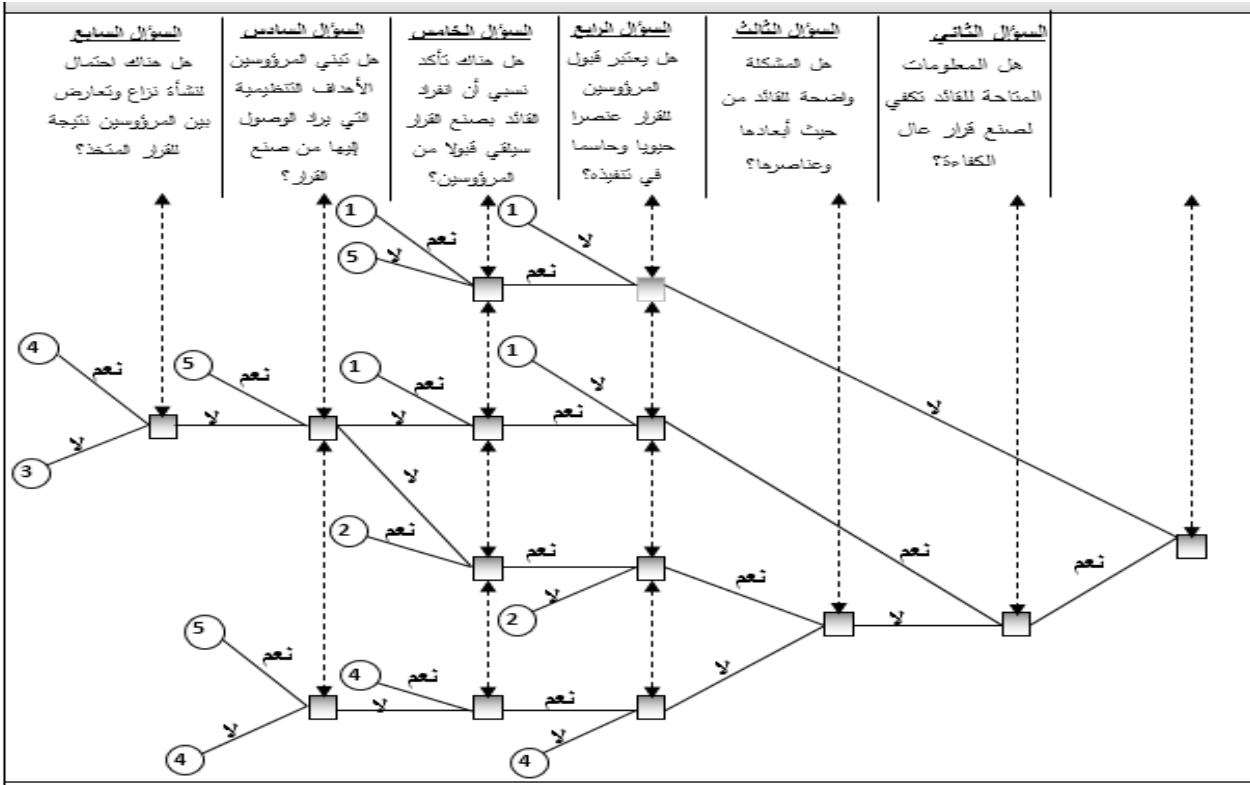 السؤال الثاني
هل المعلومات
المتاحة للقائد تكفي
لصنع قرار عال
الكفاءة؟
السؤال الثالث
هل المشكلة
واضحة للقائد من
حيث أبعادها
وعناصرها؟
السؤال الرابع
هل يعتبر قبول
المرؤوسين
للقرار عنصرا
حيويا وحاسما
في تنفيذه؟
السؤال الخامس
هل هناك تأكد
نسبي أن انفراد
القائد بصنع القرار
سيلقي قبولا من
المرؤوسين؟
السؤال السادس
هل تبني المرؤوسين
الأهداف التنظيمية
التي يراد الوصول
إليها من صنع
القرار؟
السؤال السابع
هل هناك احتمال
لنشأة نزاع وتعارض
بين المرؤوسين نتيجة
للقرار المتخذ؟
1
1
لا
نعم
5
لا
نعم
لا
4
نعم
5
نعم
1
نعم
1
لا
نعم
لا
لا
لا
3
لا
نعم
نعم
2
نعم
نعم
نعم
2
لا
لا
5
نعم
4
نعم
نعم
لا
لا
4
لا
4
لا